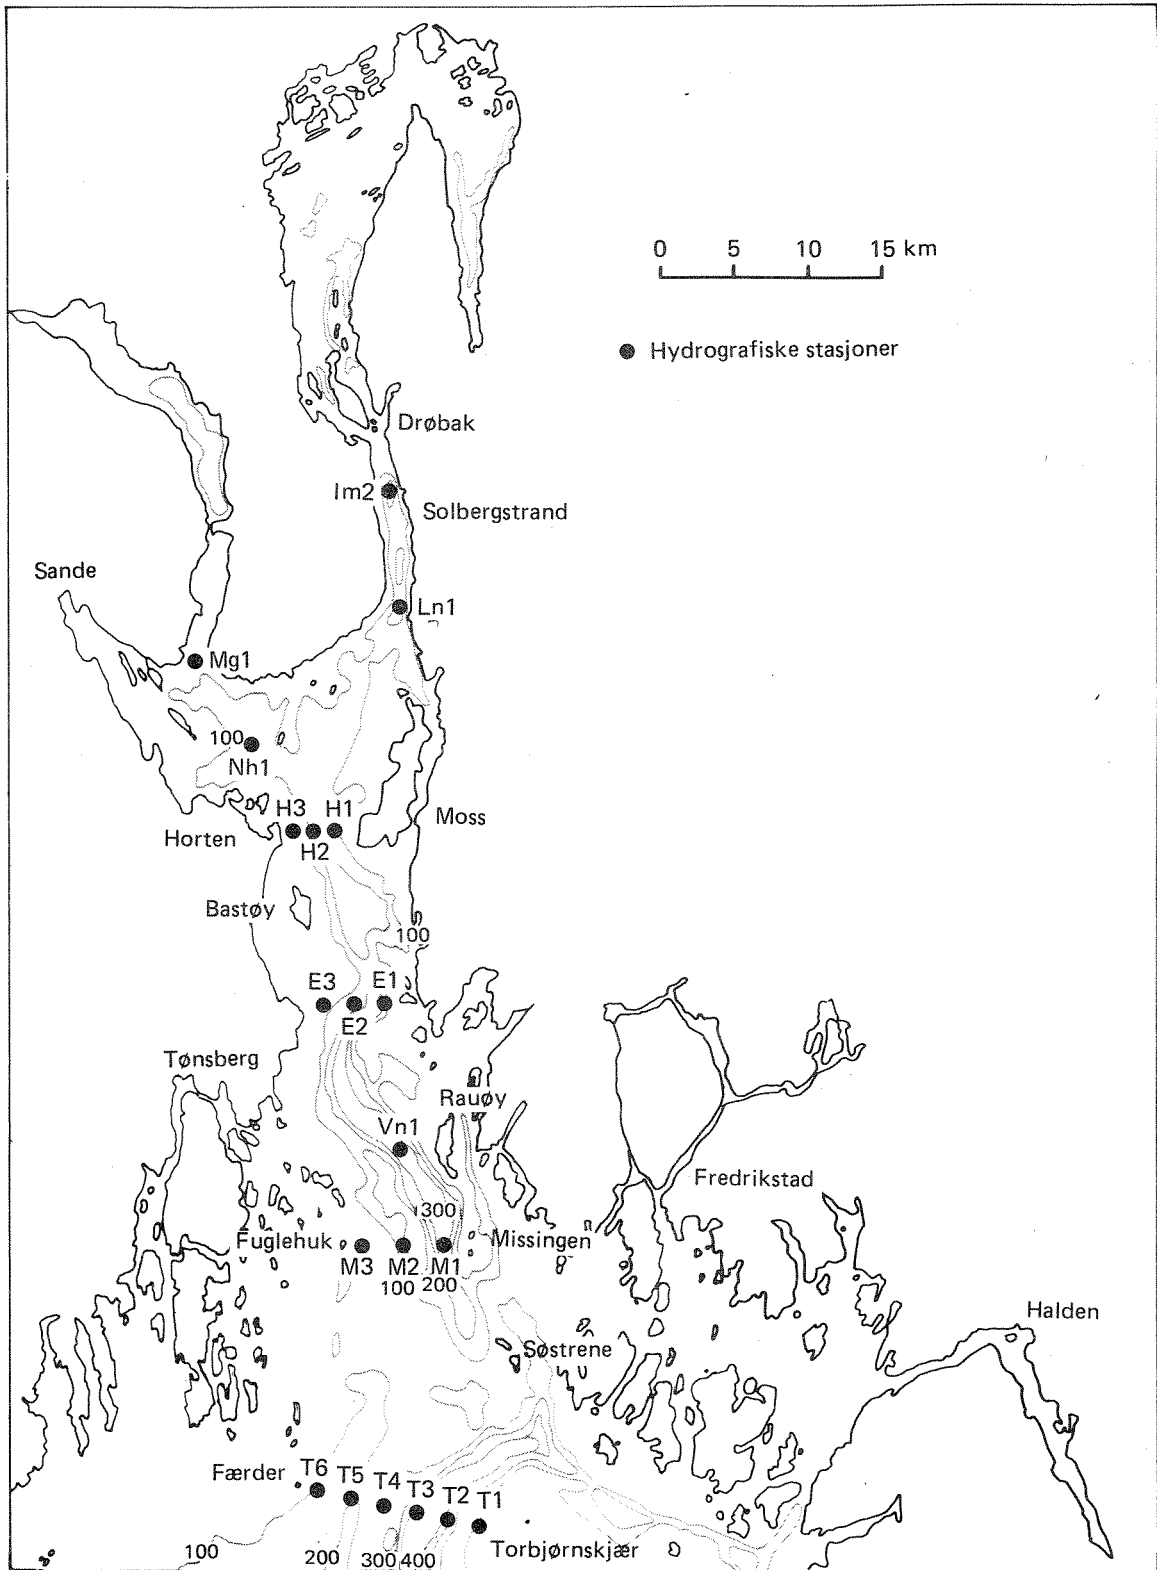 0 5 10 15 km
Hydrografiske stasjoner
Drøbak
Im2
Solbergstrand
Sande
Ln1
Mg1
100
Nh1
H3 H1
Horten
H2
Moss
Bastøy
100
E3 E1
E2
Tønsberg
Rauøy
Vn1
Fredrikstad
300
Fuglehuk
Missingen
M3 M2 M1
100 200
Halden
Søstrene
Færder
T6 T5 T4 T3 T2 T1
Torbjørnskjær
100 200 300 400